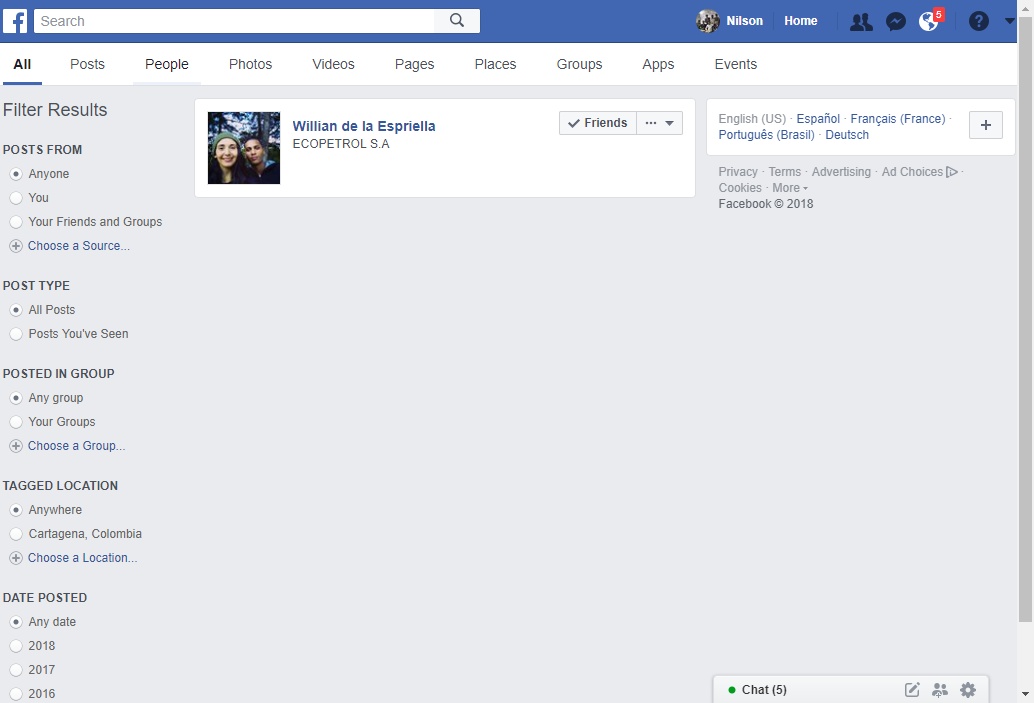 f Search Nilson Home 5 ?
All Posts People Photos Videos Pages Places Groups Apps Events
Filter Results
POSTS FROM
Anyone
You
Your Friends and Groups
Choose a Source...
POST TYPE
All Posts
Posts You've Seen
POSTED IN GROUP
Any group
Your Groups
Choose a Group...
TAGGED LOCATION
Anywhere
Cartagena, Colombia
Choose a Location...
DATE POSTED
Any date
2018
2017
2016
Willian de la Espriella
ECOPETROL S.A
Friends
English (US) · Español · Français (France) ·
Português (Brasil) · Deutsch
Privacy · Terms · Advertising · Ad Choices ·
Cookies · More
Facebook © 2018
Chat (5)